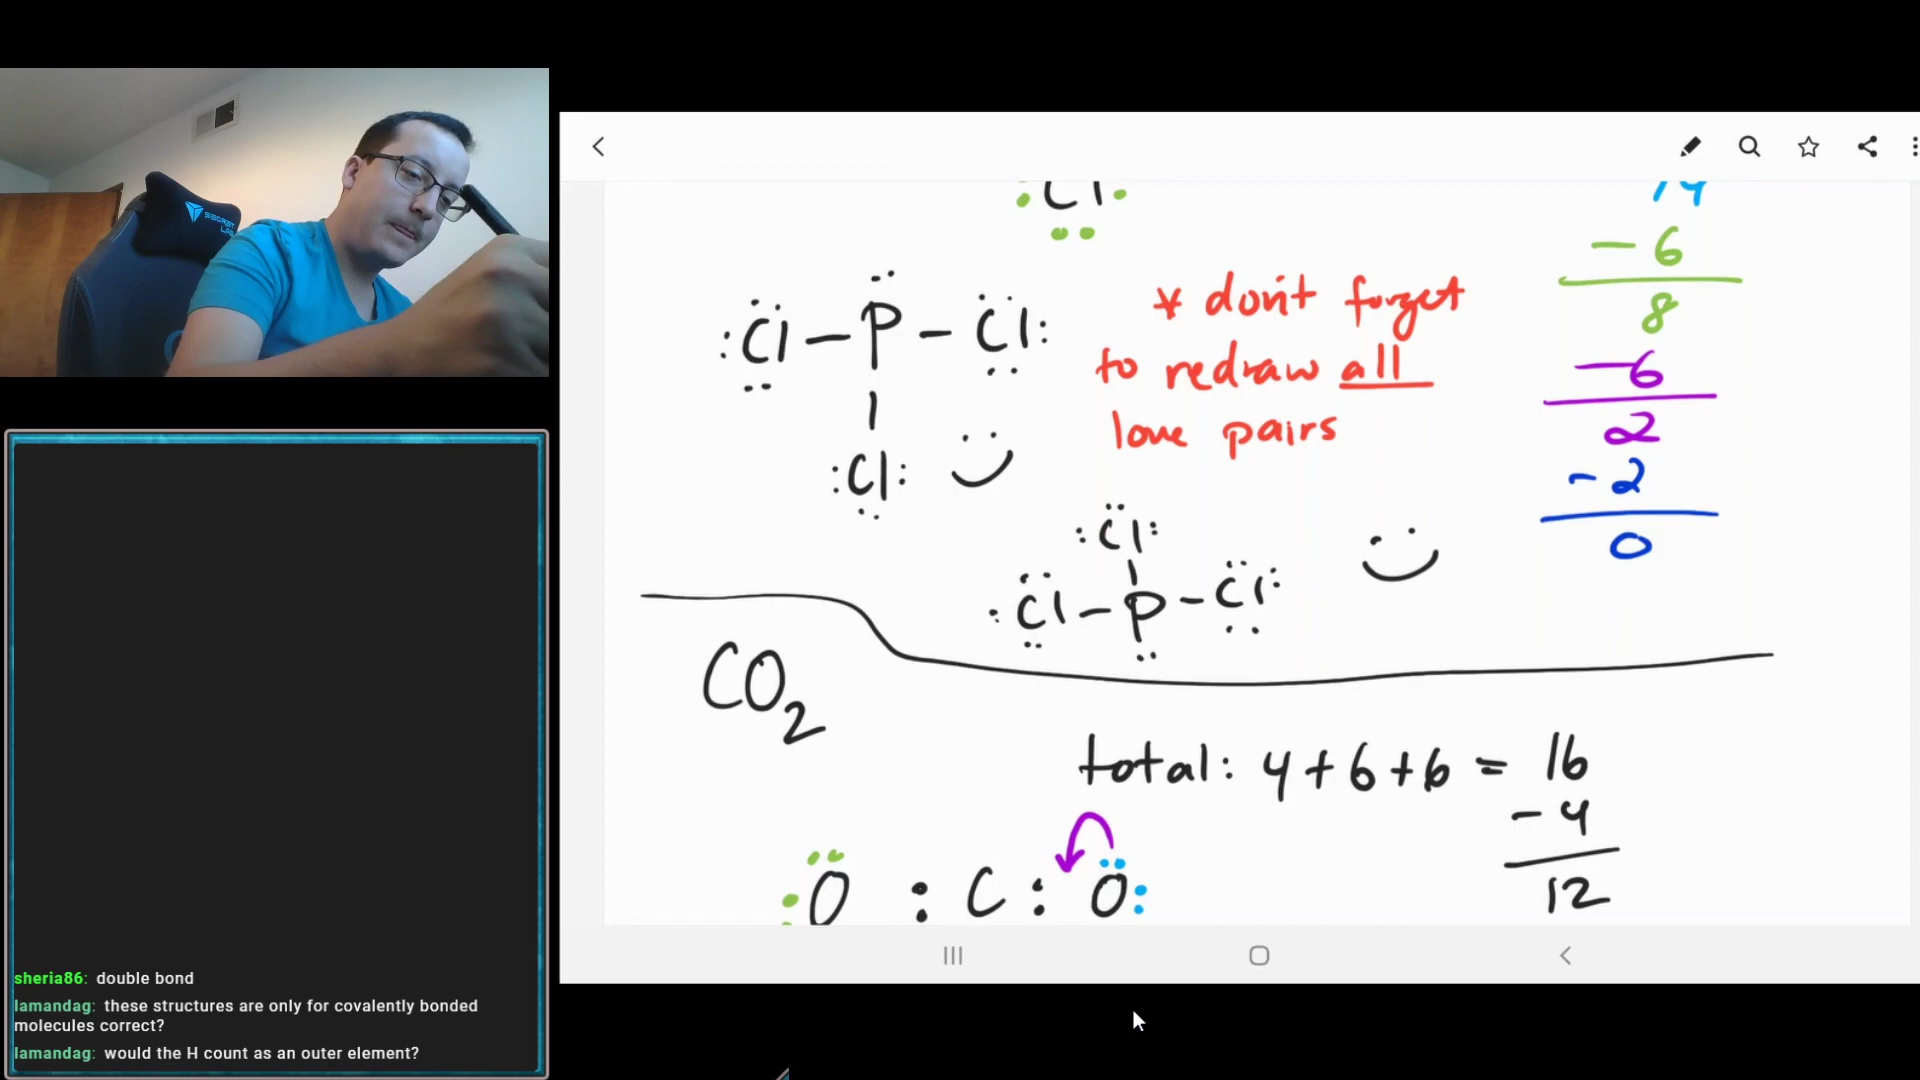 SECRET
LAB
Cl
14
- 6
8
- 6
2
- 2
0
Cl - P - Cl
Cl
* don't forget
to redraw all
lone pairs
Cl
Cl - P - Cl
CO2
total: 4 + 6 + 6 = 16
- 4
12
O : C : O
sheria86: double bond
lamandag: these structures are only for covalently bonded
molecules correct?
lamandag: would the H count as an outer element?